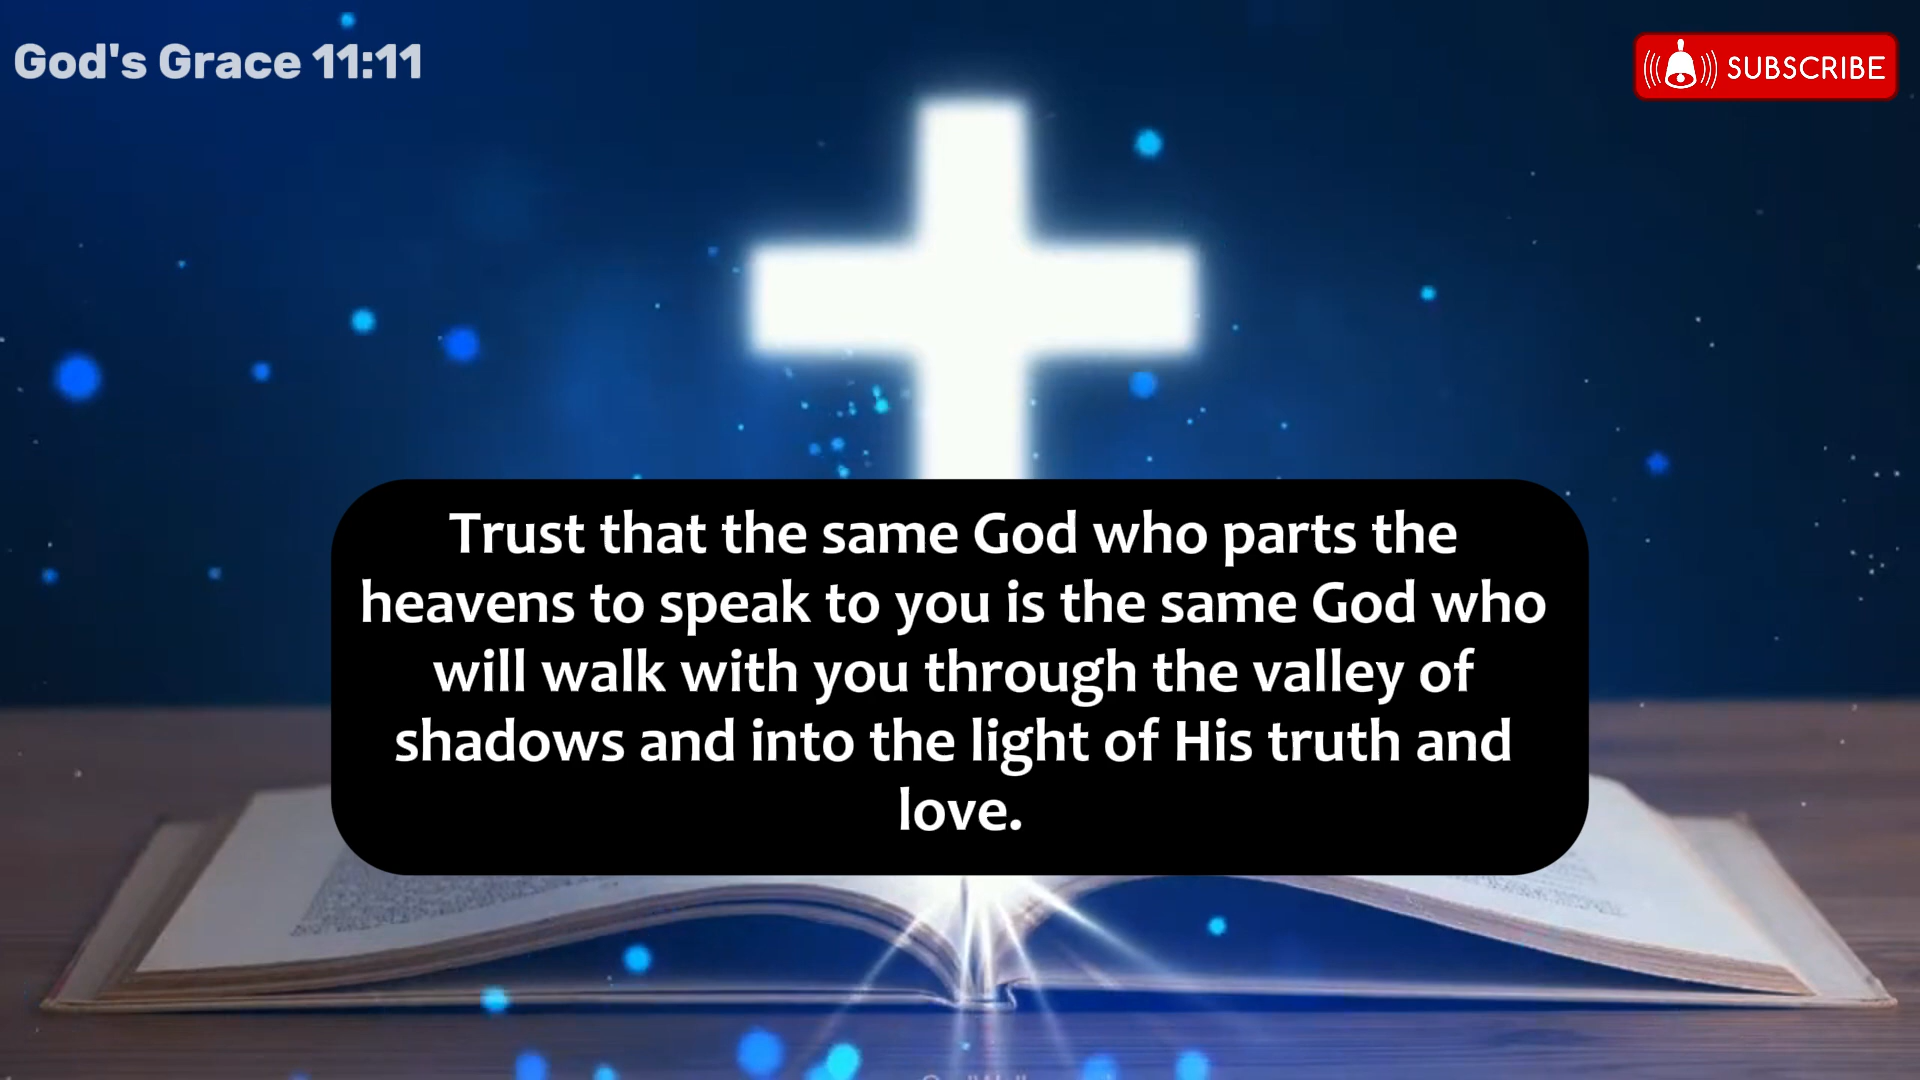 God's Grace 11:11
SUBSCRIBE
Trust that the same God who parts the
heavens to speak to you is the same God who
will walk with you through the valley of
shadows and into the light of His truth and
love.